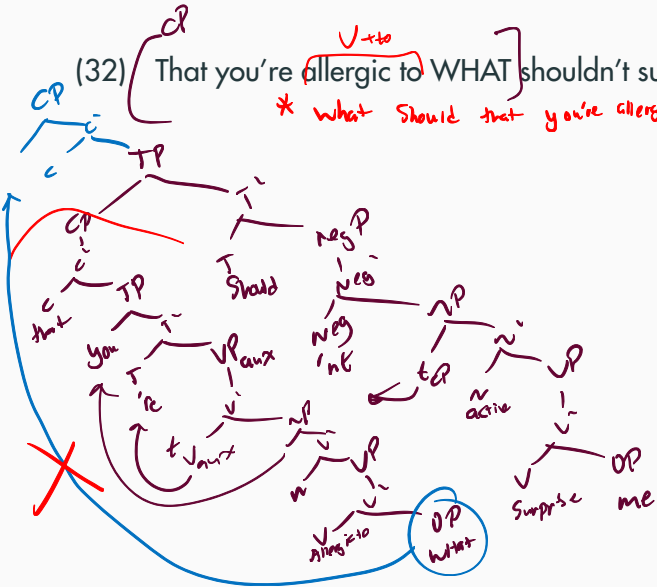 CP
V+to
(32) That you're allergic to WHAT shouldn't su
* what should that you're allerg
CP
C'
C TP
CP T'
C' T Should NegP
C that TP Neg'
you T' Neg n't vP
T 're VPaux tCP v'
V' v active VP
t Vaux vP V'
v' V Surprise DP me
v VP
V'
V Allergic to DP What